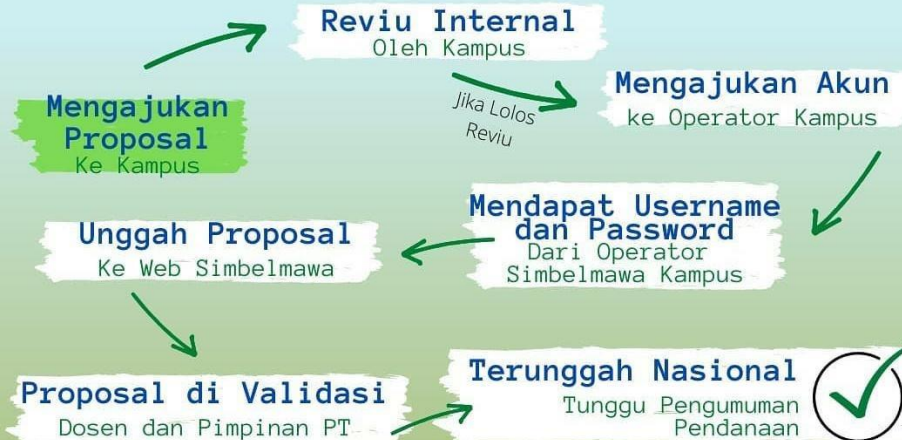 Reviu Internal
Oleh Kampus
Mengajukan
Proposal
Ke Kampus
Jika Lolos
Reviu
Mengajukan Akun
ke Operator Kampus
Mendapat Username
dan Password
Dari Operator
Simbelmawa Kampus
Unggah Proposal
Ke Web Simbelmawa
Proposal di Validasi
Dosen dan Pimpinan PT
Terunggah Nasional
Tunggu Pengumuman
Pendanaan